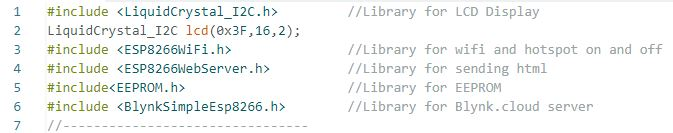 1 #include <LiquidCrystal_I2C.h> //Library for LCD Display
2 LiquidCrystal_I2C lcd(0x3F,16,2);
3 #include <ESP8266WiFi.h> //Library for wifi and hotspot on and off
4 #include <ESP8266WebServer.h> //Library for sending html
5 #include<EEPROM.h> //Library for EEPROM
6 #include <BlynkSimpleEsp8266.h> //Library for Blynk.cloud server
7 //--------------------------------